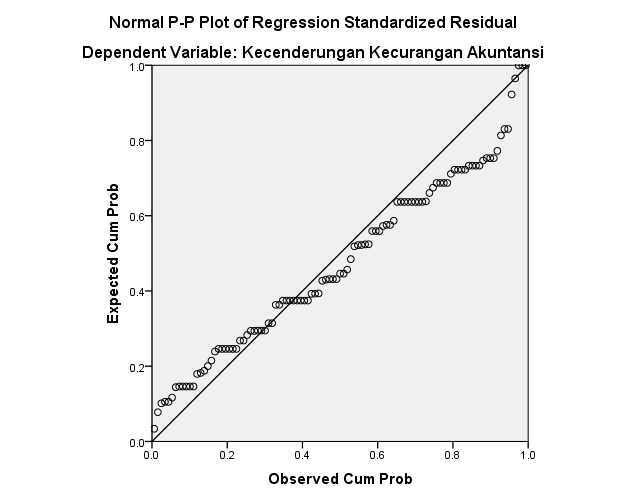 Normal P-P Plot of Regression Standardized Residual
Dependent Variable: Kecenderungan Kecurangan Akuntansi
1.0
0.8
0.6
0.4
0.2
0.0
Expected Cum Prob
0.0 0.2 0.4 0.6 0.8 1.0
Observed Cum Prob